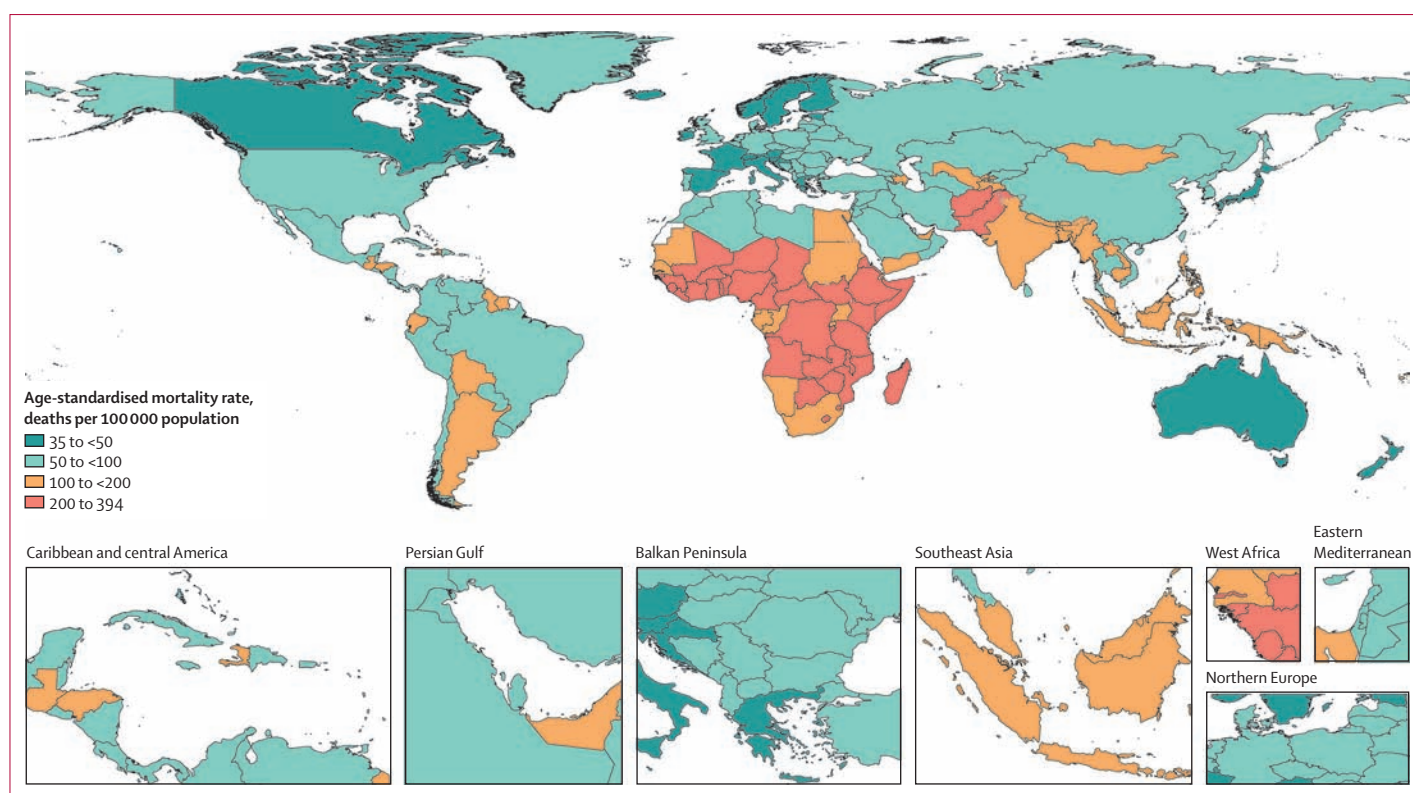 Age-standardised mortality rate,
deaths per 100 000 population
35 to <50
50 to <100
100 to <200
200 to 394
Caribbean and central America
Persian Gulf
Balkan Peninsula
Southeast Asia
West Africa
Eastern
Mediterranean
Northern Europe